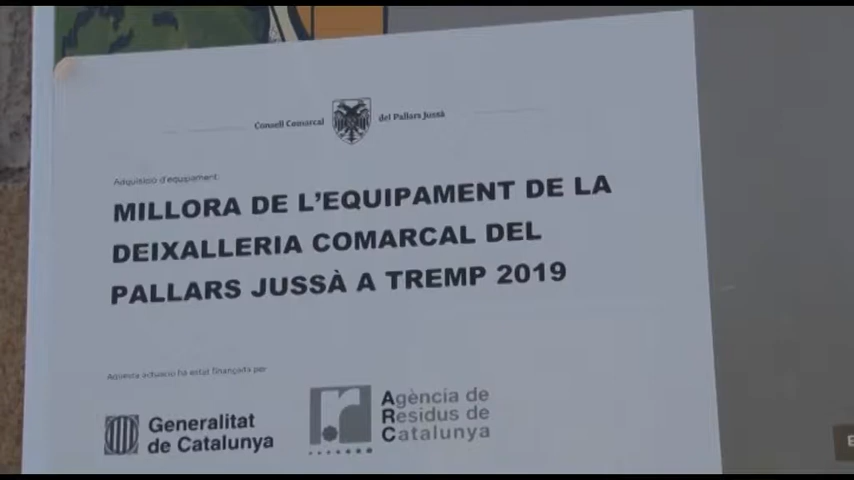 Consell Comarcal del Pallars Jussà
Adquisició d'equipament:
MILLORA DE L'EQUIPAMENT DE LA
DEIXALLERIA COMARCAL DEL
PALLARS JUSSÀ A TREMP 2019
Aquesta actuació ha estat finançada per
Generalitat
de Catalunya
Agència de
Residus de
Catalunya